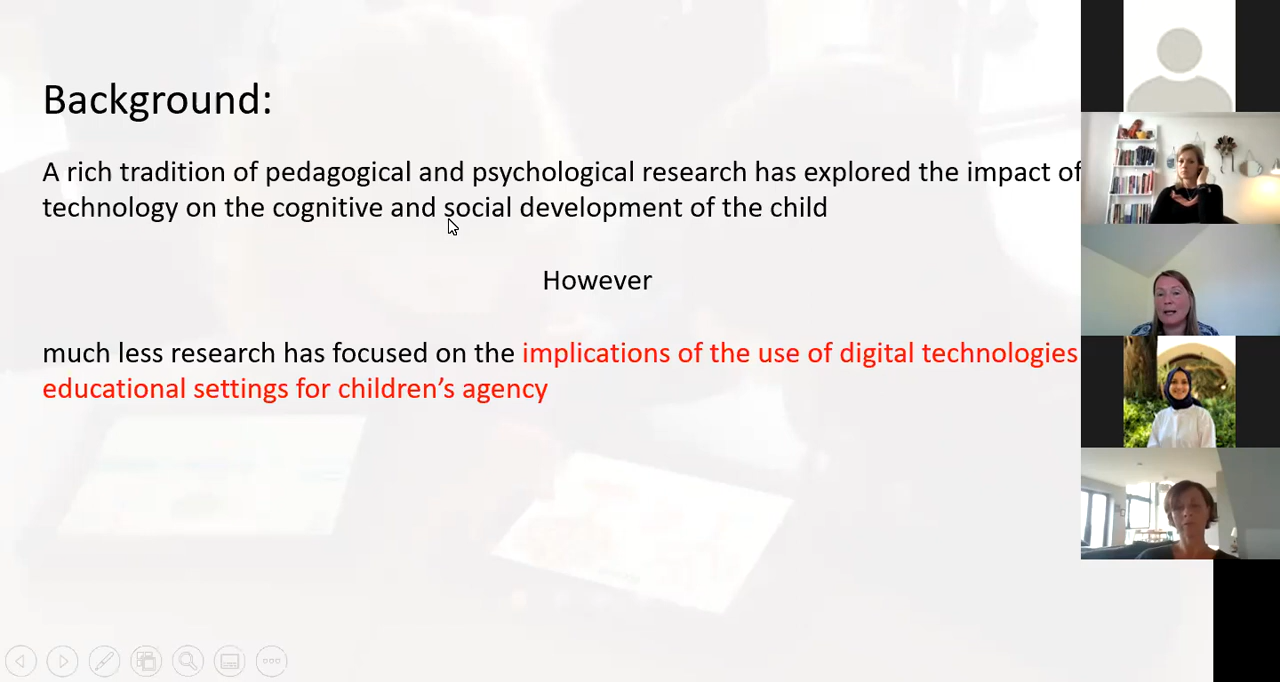 Background:
A rich tradition of pedagogical and psychological research has explored the impact of
technology on the cognitive and social development of the child
However
much less research has focused on the implications of the use of digital technologies
educational settings for children’s agency